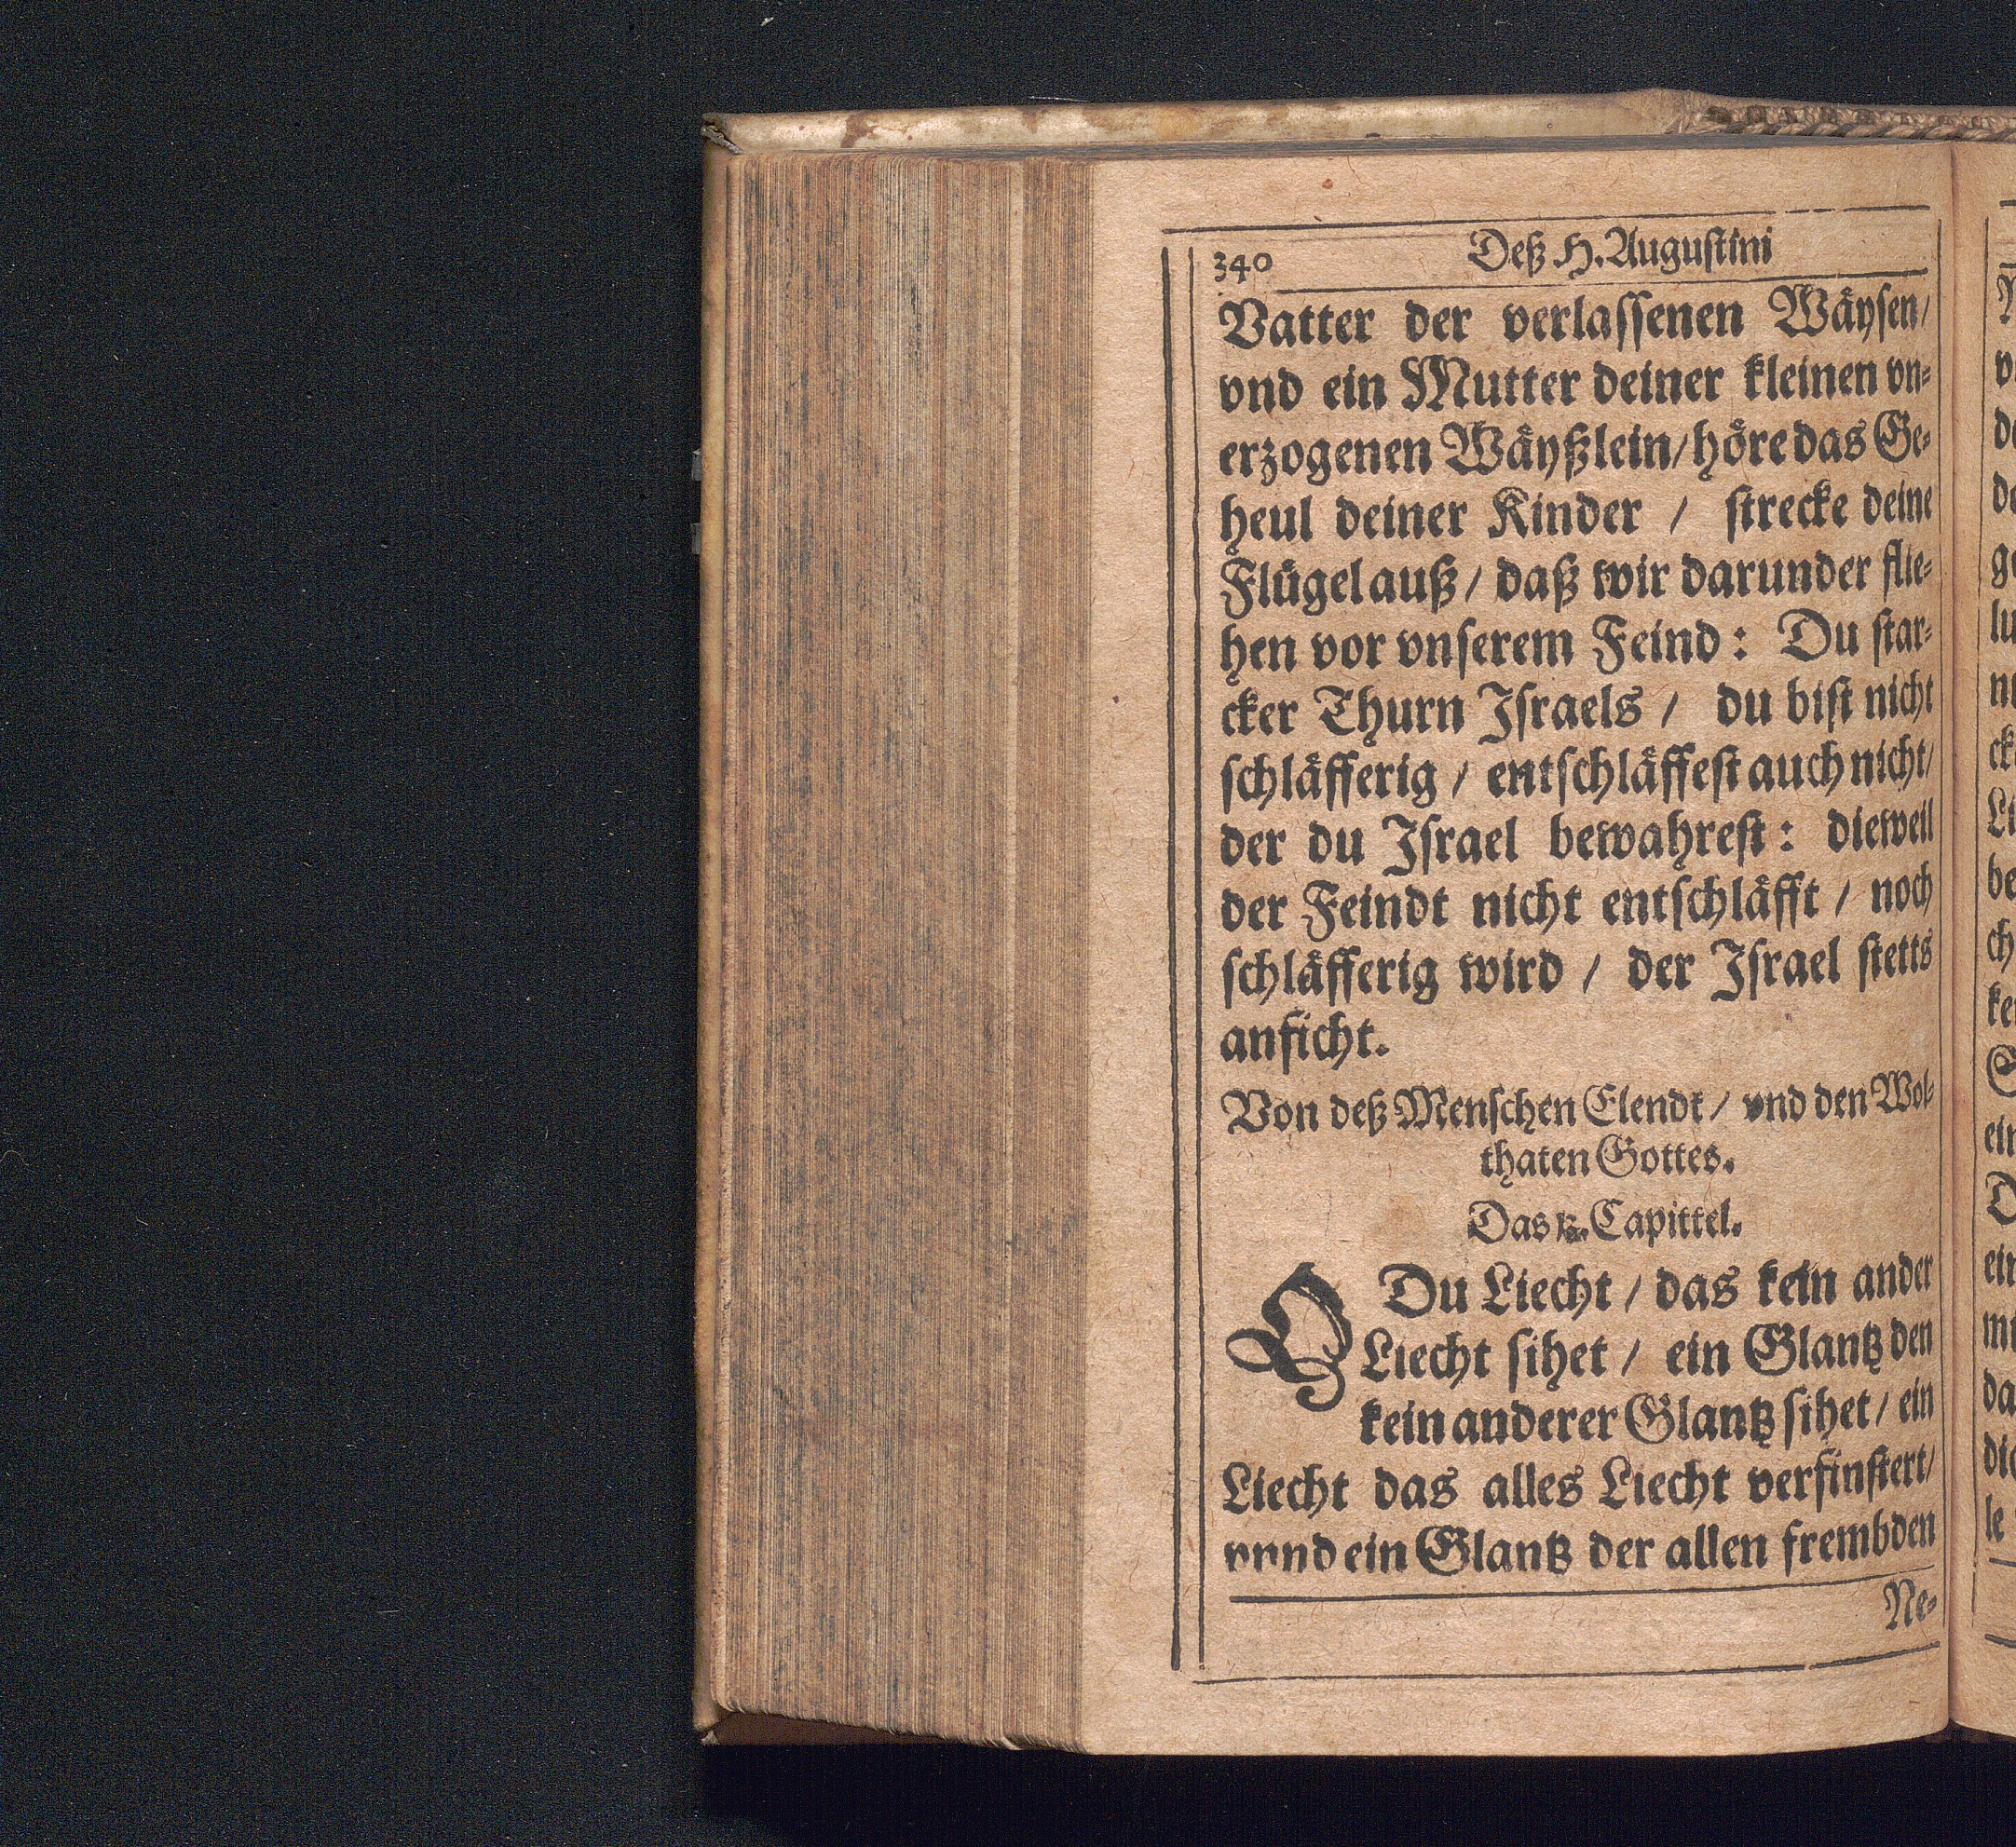 340 Deß H. Augustini
Vatter der verlassenen Wäysen/
vnd ein Mutter deiner kleinen vn-
erzogenen Wäyßlein/ höre das Ge-
heul deiner Kinder / strecke deine
Flügel auß / daß wir darunder flie-
hen vor vnserem Feind: Du star-
cker Thurn Israels / du bist nicht
schläfferig / entschläffest auch nicht/
der du Israel bewahrest: dieweil
der Feindt nicht entschläfft / noch
schläfferig wird / der Israel stetts
anficht.
Von deß Menschen Elendt / vnd den Wol-
thaten Gottes.
Das Capittel.
O Du Liecht / das kein ander
Liecht sihet / ein Glantz den
kein anderer Glantz sihet / ein
Liecht das alles Liecht verfinstert/
vnnd ein Glantz der allen frembden
Ne-